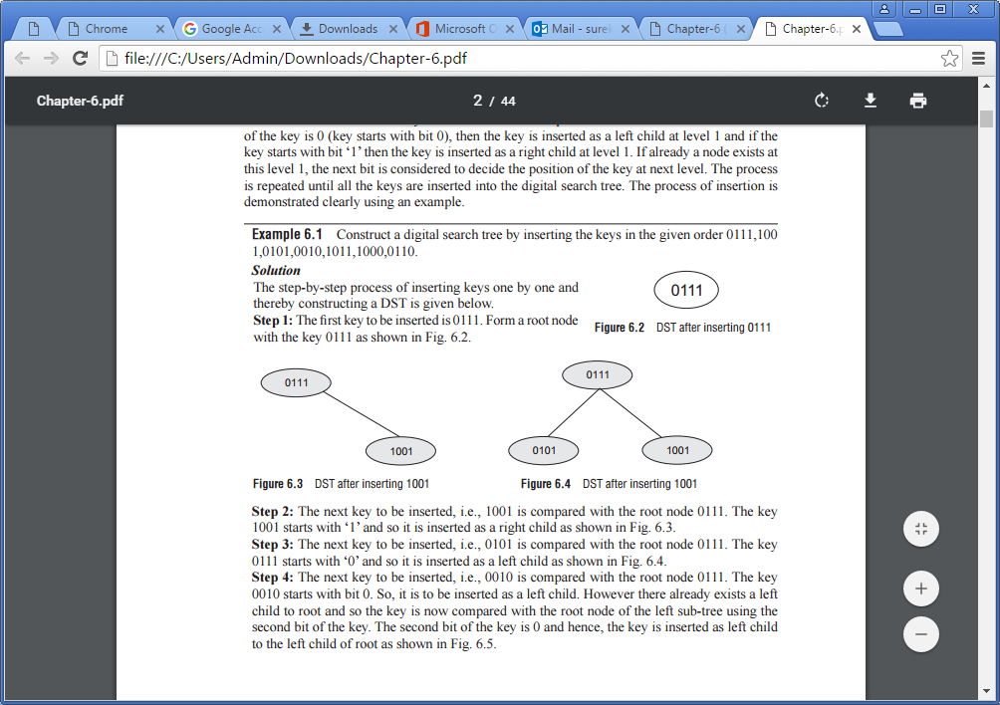 Chrome
Google Acc
Downloads
Microsoft O
Mail - surek
Chapter-6 (
Chapter-6.p
file:///C:/Users/Admin/Downloads/Chapter-6.pdf
Chapter-6.pdf
2 / 44
of the key is 0 (key starts with bit 0), then the key is inserted as a left child at level 1 and if the
key starts with bit ‘1’ then the key is inserted as a right child at level 1. If already a node exists at
this level 1, the next bit is considered to decide the position of the key at next level. The process
is repeated until all the keys are inserted into the digital search tree. The process of insertion is
demonstrated clearly using an example.
Example 6.1 Construct a digital search tree by inserting the keys in the given order 0111,100
1,0101,0010,1011,1000,0110.
Solution
The step-by-step process of inserting keys one by one and
thereby constructing a DST is given below.
Step 1: The first key to be inserted is 0111. Form a root node
with the key 0111 as shown in Fig. 6.2.
0111
Figure 6.2 DST after inserting 0111
0111
1001
Figure 6.3 DST after inserting 1001
0111
0101
1001
Figure 6.4 DST after inserting 1001
Step 2: The next key to be inserted, i.e., 1001 is compared with the root node 0111. The key
1001 starts with ‘1’ and so it is inserted as a right child as shown in Fig. 6.3.
Step 3: The next key to be inserted, i.e., 0101 is compared with the root node 0111. The key
0111 starts with ‘0’ and so it is inserted as a left child as shown in Fig. 6.4.
Step 4: The next key to be inserted, i.e., 0010 is compared with the root node 0111. The key
0010 starts with bit 0. So, it is to be inserted as a left child. However there already exists a left
child to root and so the key is now compared with the root node of the left sub-tree using the
second bit of the key. The second bit of the key is 0 and hence, the key is inserted as left child
to the left child of root as shown in Fig. 6.5.